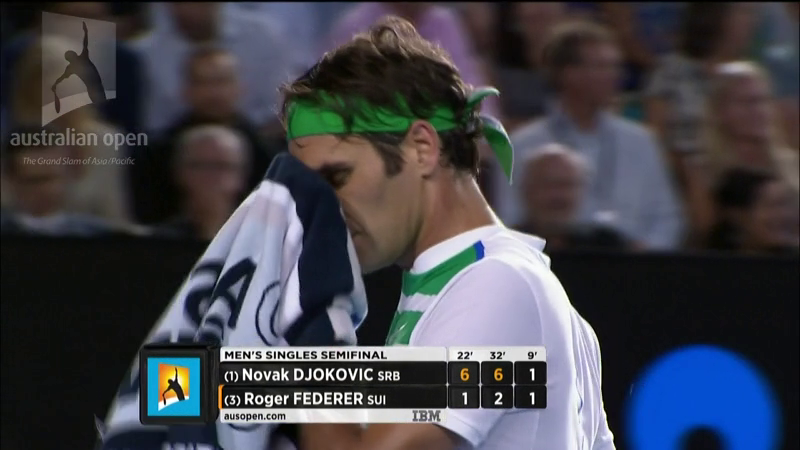 australian open
The Grand Slam of Asia/Pacific
MEN'S SINGLES SEMIFINAL 22' 32' 9'
(1) Novak DJOKOVIC SRB 6 6 1
(3) Roger FEDERER SUI 1 2 1
ausopen.com IBM